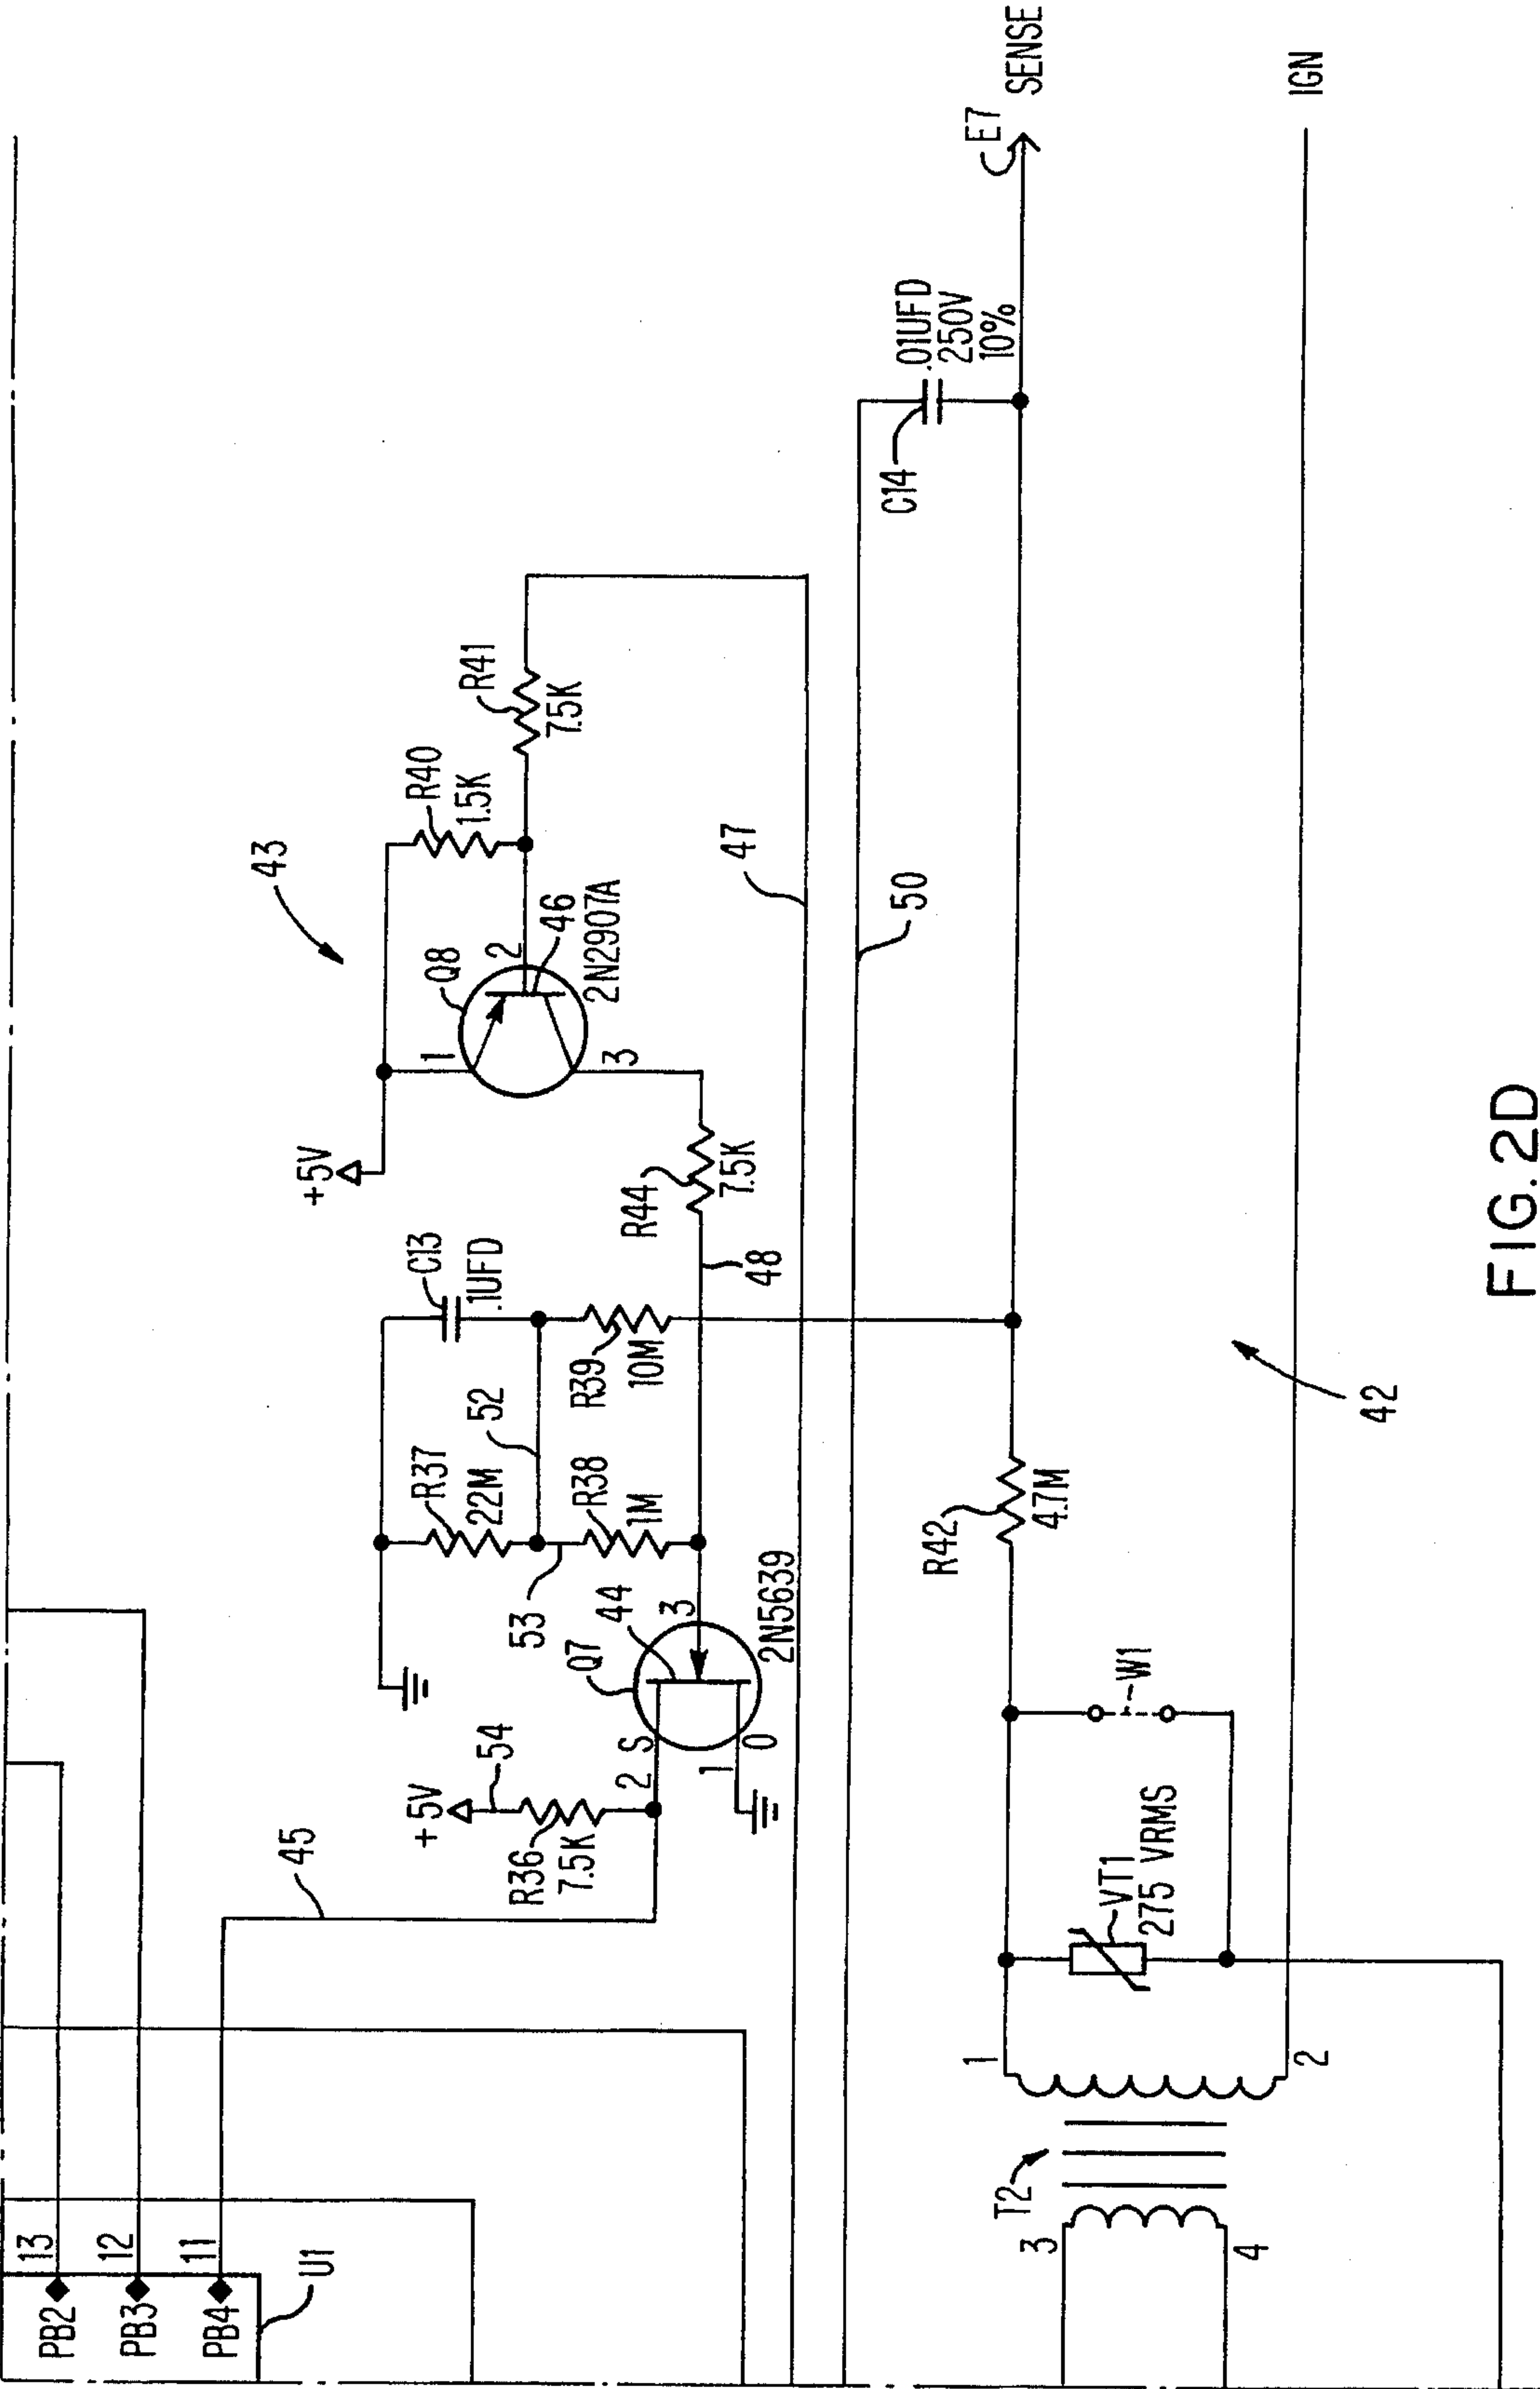 PB2
13
PB3
12
PB4
11
U1
45
+5V
54
R36
7.5K
2
S
1
O
Q7
44
3
2N5639
53
R37
22M
52
R38
1M
C13
.1UFD
R39
10M
48
+5V
R44
7.5K
43
Q8
1
2
3
46
2N2907A
R40
1.5K
R41
7.5K
47
50
C14
.01UFD
250V
10%
E7
SENSE
IGN
T2
3
4
1
2
VT1
275 VRMS
W1
R42
4.7M
42
FIG. 2D